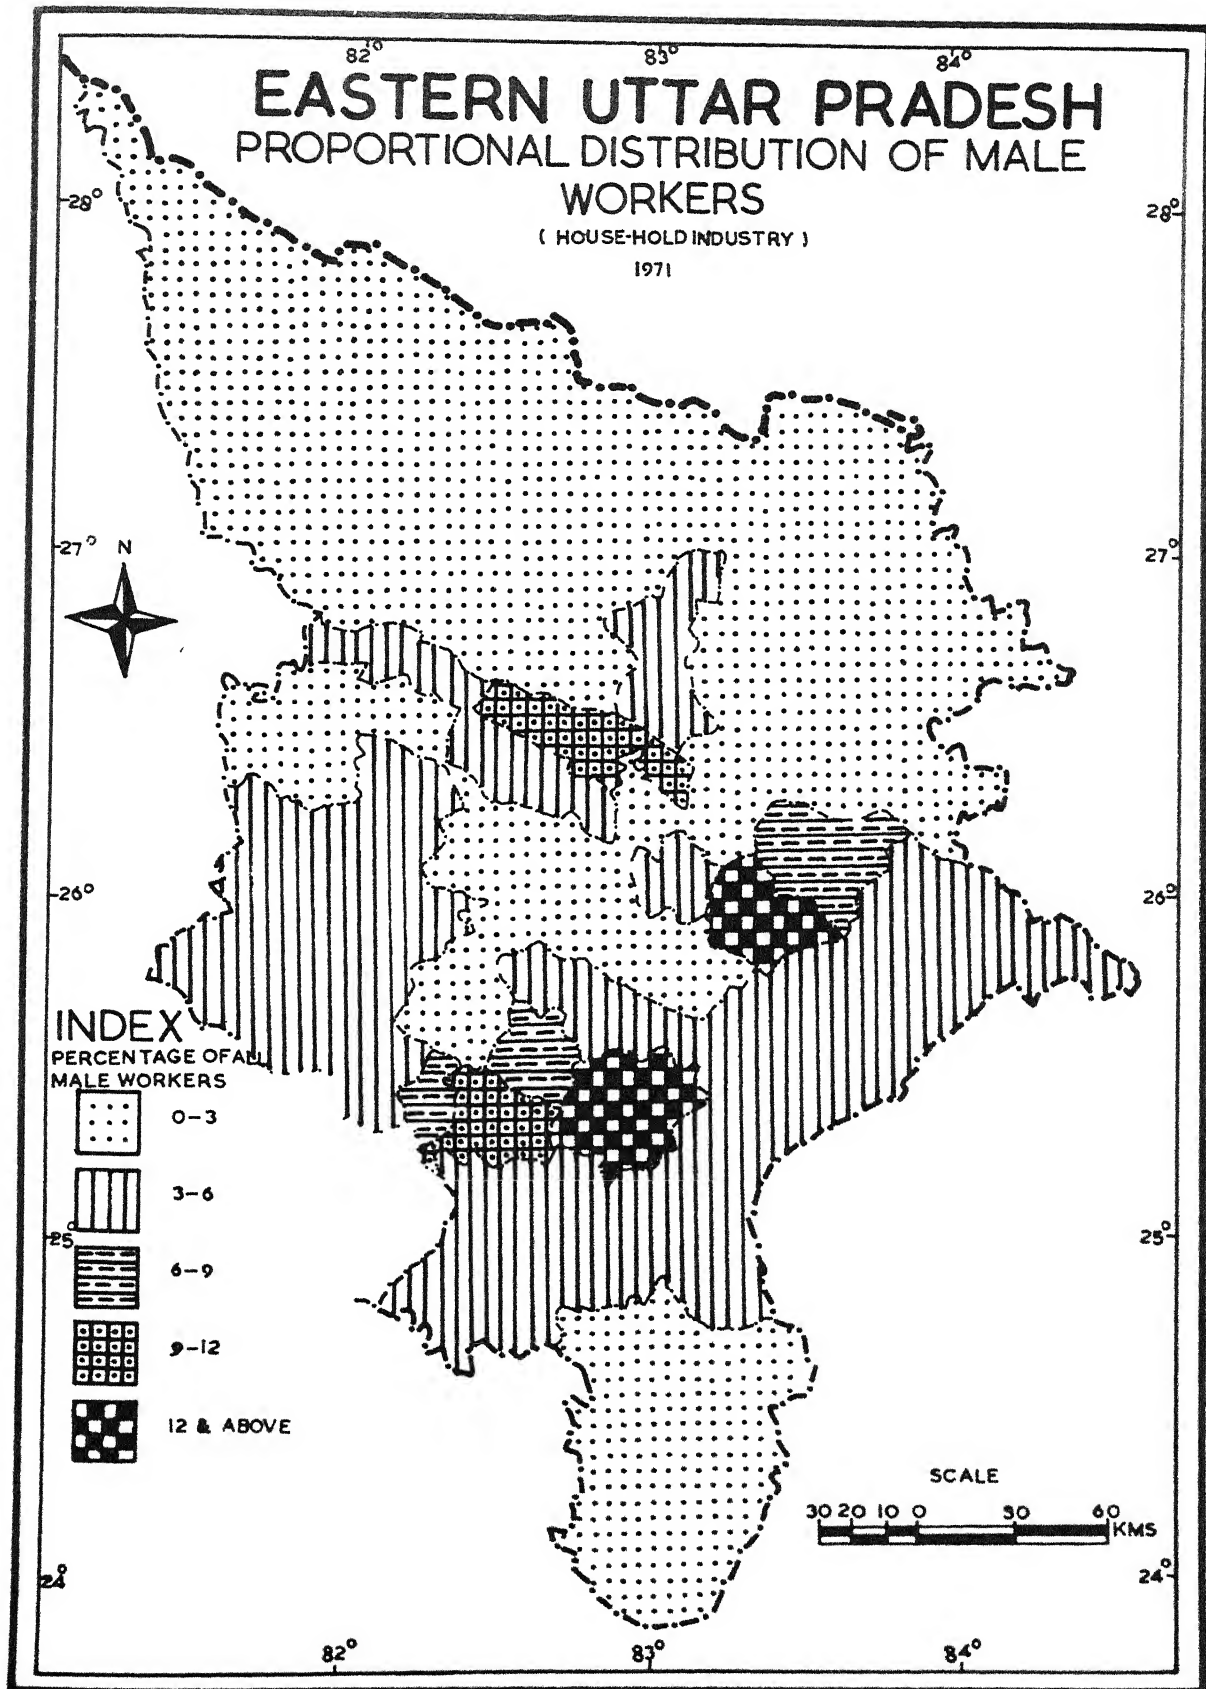 82° 83° 84°
EASTERN UTTAR PRADESH
PROPORTIONAL DISTRIBUTION OF MALE
WORKERS
( HOUSE-HOLD INDUSTRY )
1971
28° 28°
27° 27°
N
26° 26°
INDEX
PERCENTAGE OF ALL
MALE WORKERS
0-3
3-6
25° 25°
6-9
9-12
12 & ABOVE
SCALE
30 20 10 0 30 60
KMS
24° 24°
82° 83° 84°